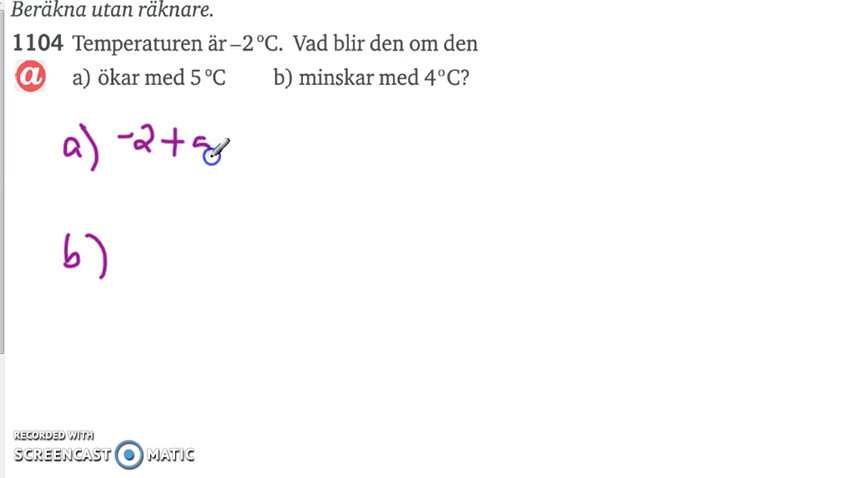 Beräkna utan räknare.
1104 Temperaturen är –2 °C. Vad blir den om den
a a) ökar med 5 °C b) minskar med 4 °C?
a) -2+5
b)
RECORDED WITH
SCREENCAST MATIC